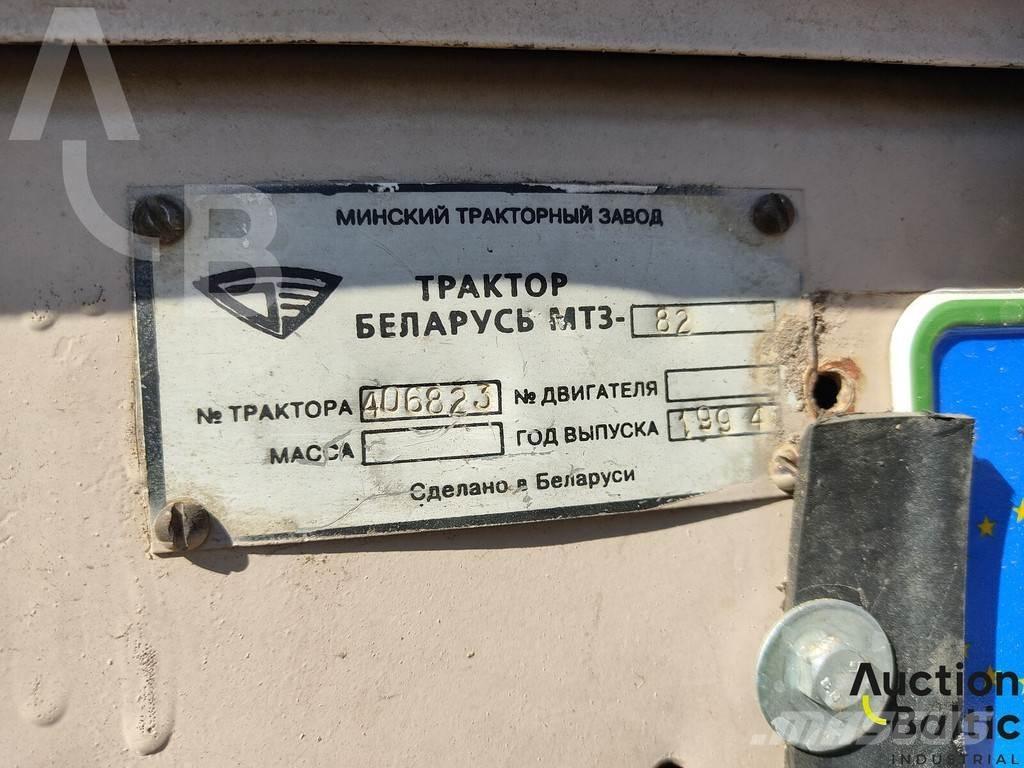 МИНСКИЙ ТРАКТОРНЫЙ ЗАВОД
ТРАКТОР
БЕЛАРУСЬ МТЗ- 82
№ ТРАКТОРА 406823 № ДВИГАТЕЛЯ
МАССА ГОД ВЫПУСКА 1994
Сделано в Беларуси
AB
Auction
Baltic
INDUSTRIAL